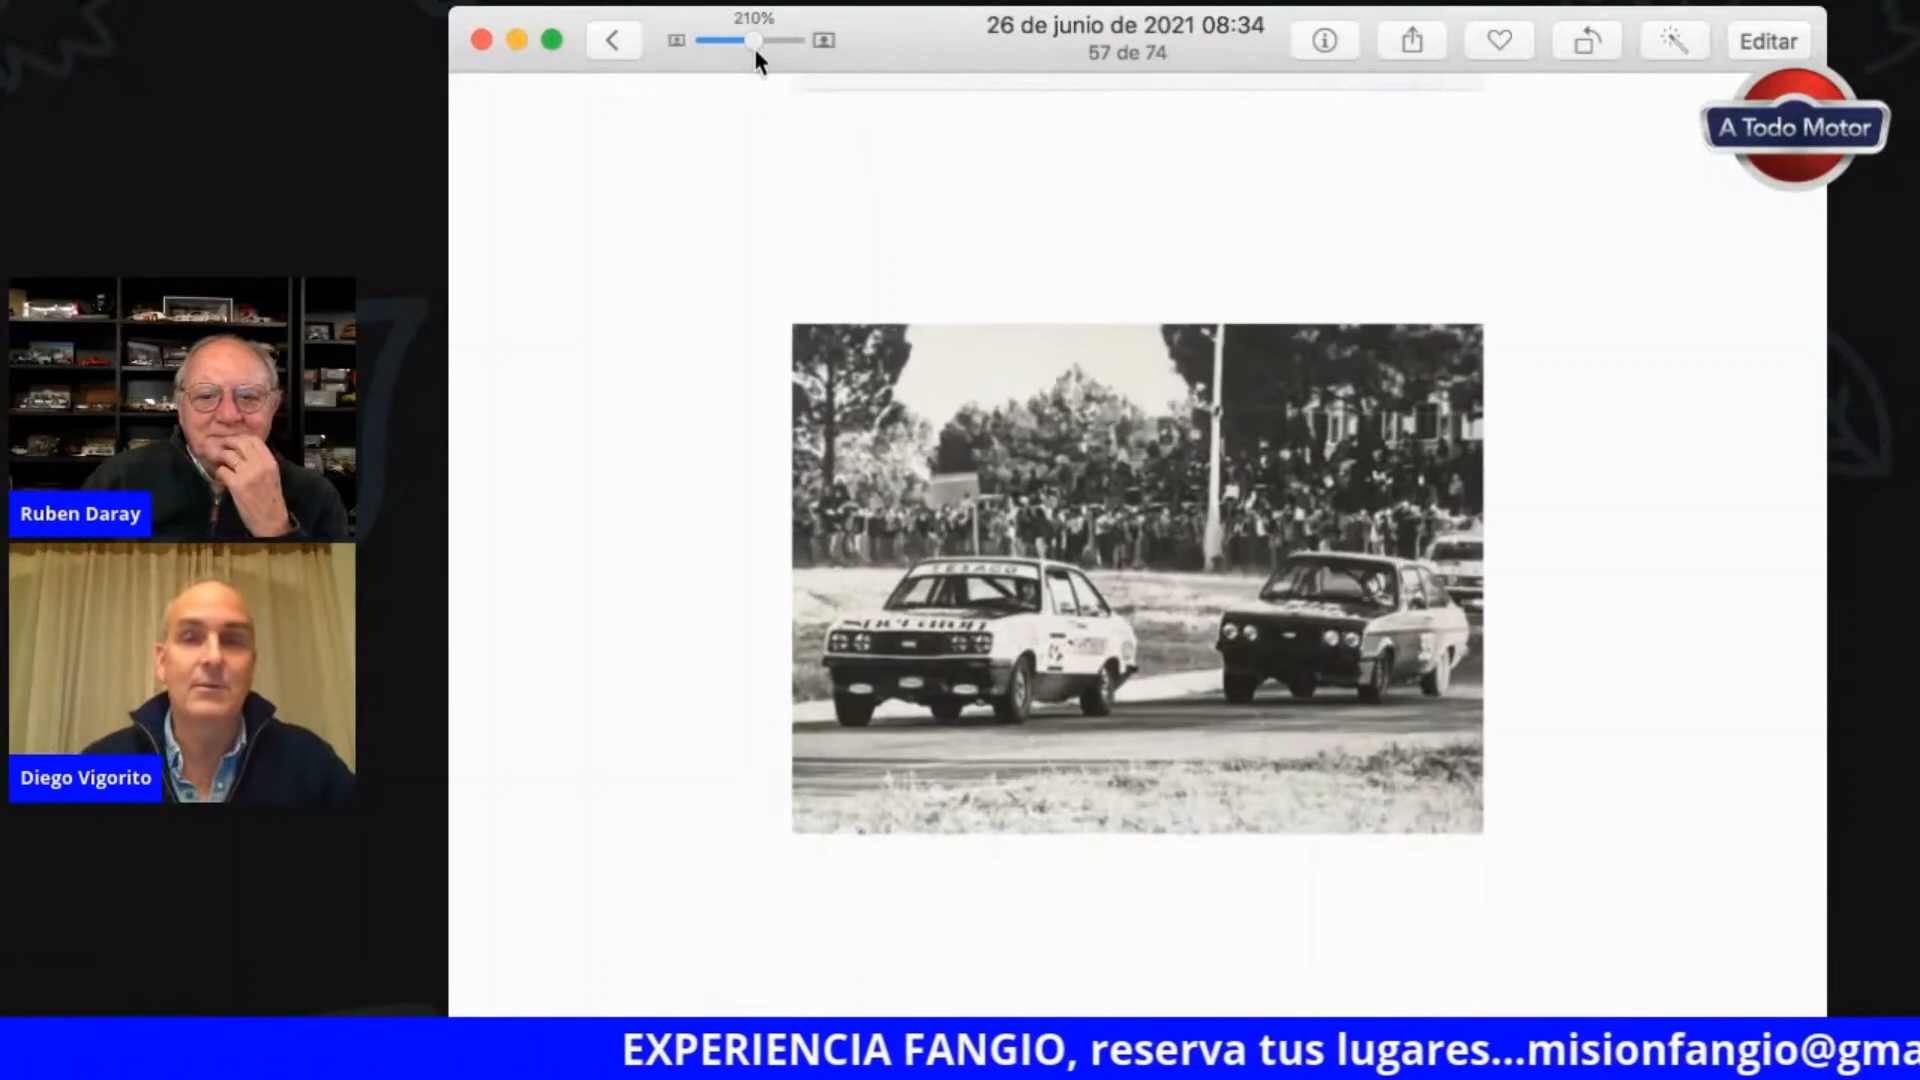 210%
26 de junio de 2021 08:34
57 de 74
Editar
A Todo Motor
TEXACO
Ruben Daray
Diego Vigorito
EXPERIENCIA FANGIO, reserva tus lugares...misionfangio@gma